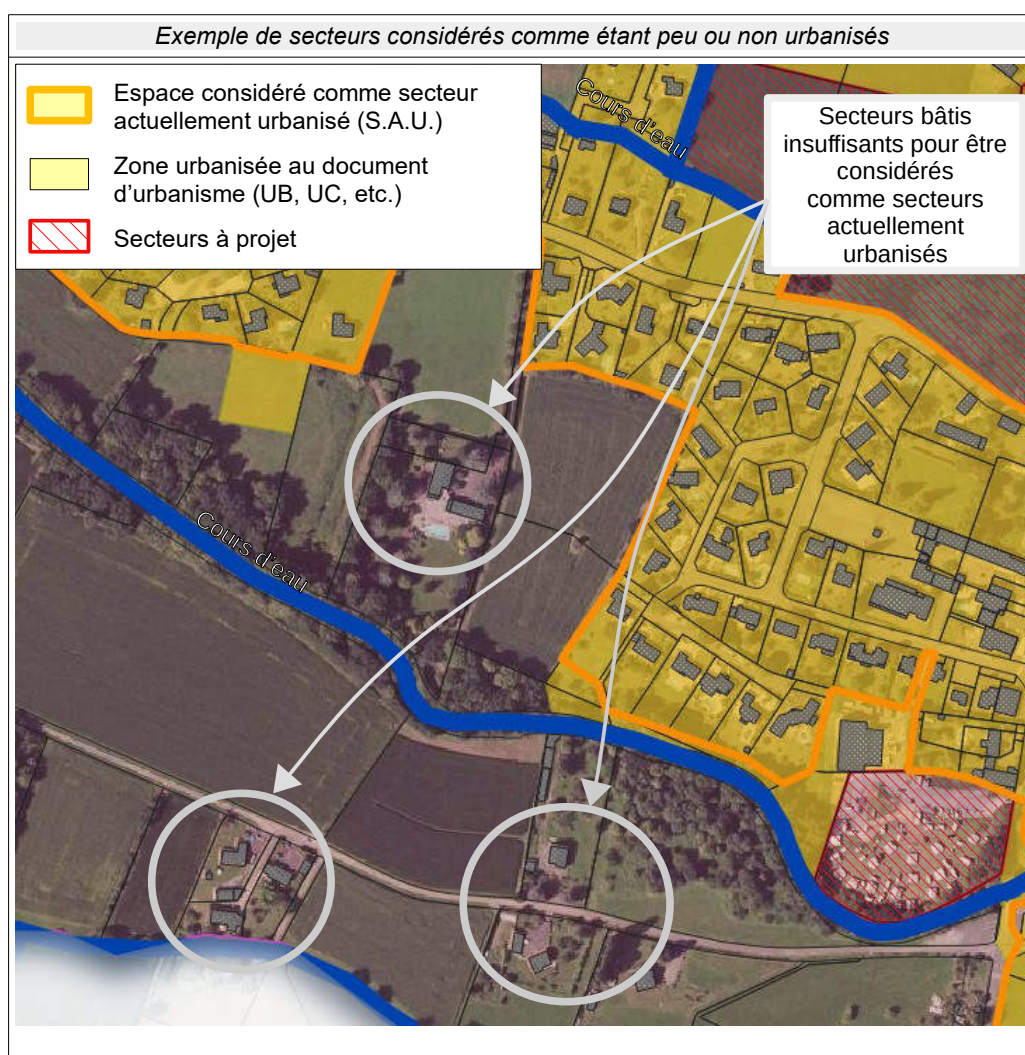 Exemple de secteurs considérés comme étant peu ou non urbanisés
Espace considéré comme secteur
actuellement urbanisé (S.A.U.)
Zone urbanisée au document
d'urbanisme (UB, UC, etc.)
Secteurs à projet
Cours d'eau
Secteurs bâtis
insuffisants pour être
considérés
comme secteurs
actuellement
urbanisés
Cours d'eau